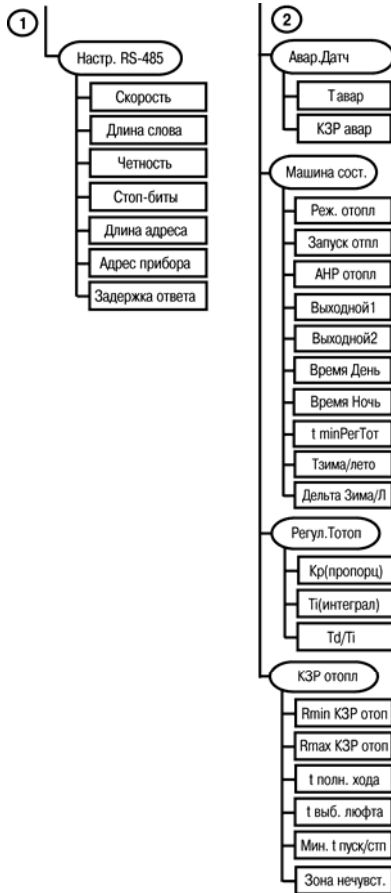 1
Настр. RS-485
Скорость
Длина слова
Четность
Стоп-биты
Длина адреса
Адрес прибора
Задержка ответа
2
Авар.Датч
Тавар
КЗР авар
Машина сост.
Реж. отопл
Запуск отпл
АНР отопл
Выходной1
Выходной2
Время День
Время Ночь
t minРегТот
Тзима/лето
Дельта Зима/Л
Регул.Тотоп
Кр(пропорц)
Ti(интеграл)
Td/Ti
КЗР отопл
Rmin КЗР отоп
Rmax КЗР отоп
t полн. хода
t выб. люфта
Мин. t пуск/стп
Зона нечувст.